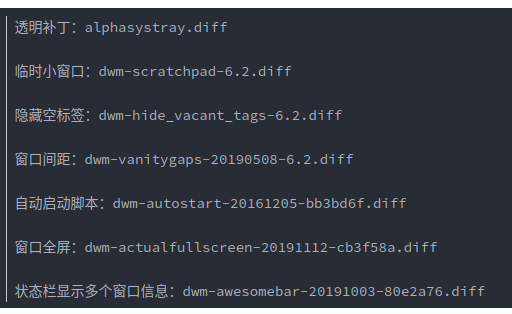 透明补丁：alphasystray.diff
临时小窗口：dwm-scratchpad-6.2.diff
隐藏空标签：dwm-hide_vacant_tags-6.2.diff
窗口间距：dwm-vanitygaps-20190508-6.2.diff
自动启动脚本：dwm-autostart-20161205-bb3bd6f.diff
窗口全屏：dwm-actualfullscreen-20191112-cb3f58a.diff
状态栏显示多个窗口信息：dwm-awesomebar-20191003-80e2a76.diff